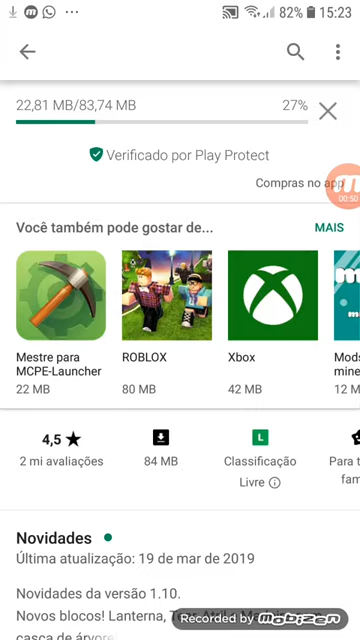 82% 15:23
22,81 MB/83,74 MB 27%
Verificado por Play Protect
Compras no app
00:50
Você também pode gostar de... MAIS
Mestre para MCPE-Launcher
22 MB
ROBLOX
80 MB
Xbox
42 MB
Mods
mine
12 M
4,5 ★
2 mi avaliações
84 MB
L
Classificação
Livre
Para t
fam
Novidades
Última atualização: 19 de mar de 2019
Novidades da versão 1.10.
Novos blocos! Lanterna,
casca de árvore
Recorded by mobizen